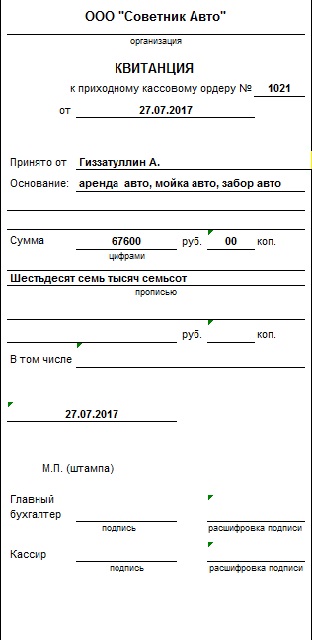 ООО "Советник Авто"
организация
КВИТАНЦИЯ
к приходному кассовому ордеру № 1021
от 27.07.2017
Принято от Гиззатуллин А.
Основание: аренда авто, мойка авто, забор авто
Сумма 67600 руб. 00 коп.
цифрами
Шестьдесят семь тысяч семьсот
прописью
руб. коп.
В том числе
27.07.2017
М.П. (штампа)
Главный
бухгалтер
подпись расшифровка подписи
Кассир
подпись расшифровка подписи